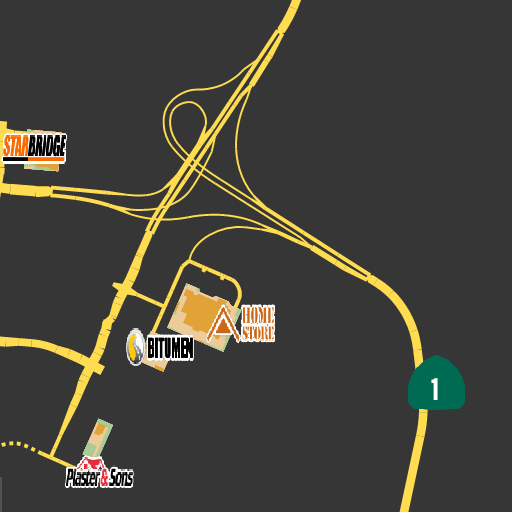 STARBRIDGE
HOME
STORE
BITUMEN
1
Plaster & Sons